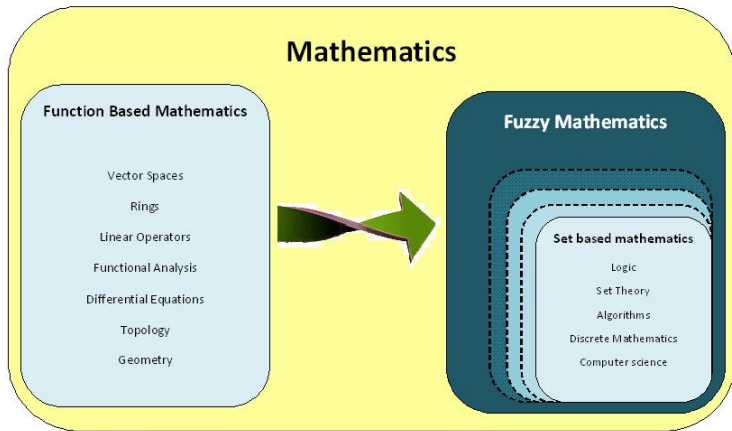 Mathematics
Function Based Mathematics
Vector Spaces
Rings
Linear Operators
Functional Analysis
Differential Equations
Topology
Geometry
Fuzzy Mathematics
Set based mathematics
Logic
Set Theory
Algorithms
Discrete Mathematics
Computer science